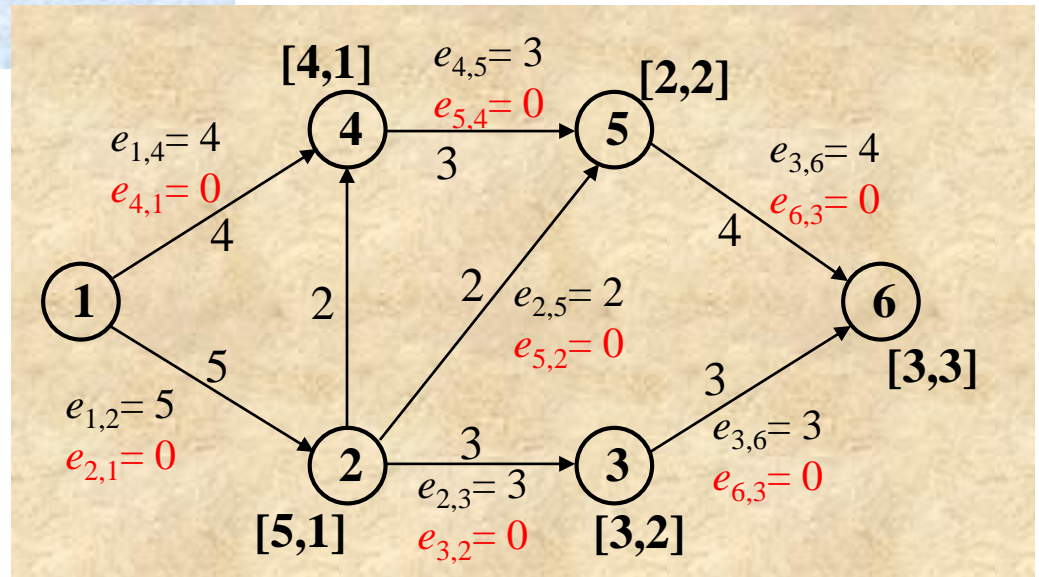 [4,1]
e4,5= 3
e5,4= 0
[2,2]
4
5
3
e1,4= 4
e4,1= 0
4
e3,6= 4
e6,3= 0
4
1
2
2
e2,5= 2
e5,2= 0
6
[3,3]
5
e1,2= 5
e2,1= 0
3
e3,6= 3
e6,3= 0
2
3
3
e2,3= 3
e3,2= 0
[5,1]
[3,2]